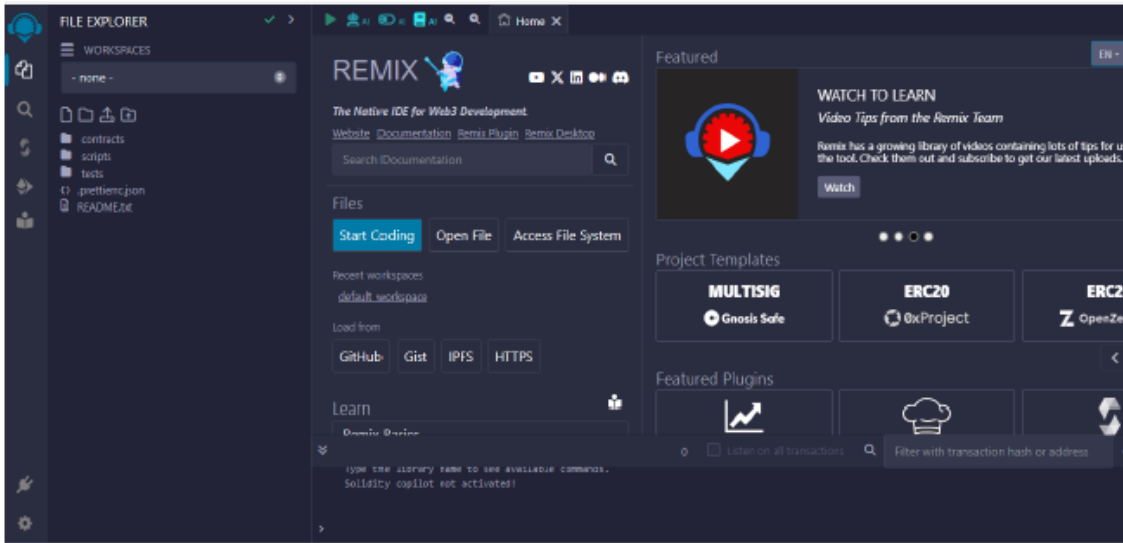 FILE EXPLORER
WORKSPACES
- none -
contracts
scripts
tests
.prettierrc.json
README.txt
AI
AI
AI
Home
REMIX
The Native IDE for Web3 Development.
Website Documentation Remix Plugin Remix Desktop
Search Documentation
Files
Start Coding
Open File
Access File System
Recent workspaces
default_workspace
Load from
GitHub
Gist
IPFS
HTTPS
Learn
Remix Basics
Featured
EN
WATCH TO LEARN
Video Tips from the Remix Team
Remix has a growing library of videos containing lots of tips for u
the tool. Check them out and subscribe to get our latest uploads.
Watch
Project Templates
MULTISIG
Gnosis Safe
ERC20
0xProject
ERC2
OpenZe
Featured Plugins
0
Listen on all transactions
Filter with transaction hash or address
Type the library name to see available commands.
Solidity copilot not activated!
>